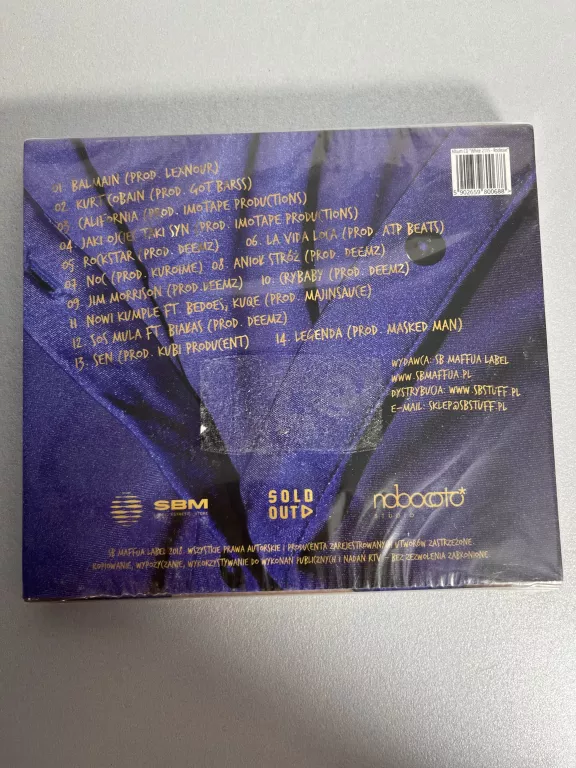 01. BALMAIN (PROD. LEANOUR)
02. KURT COBAIN (PROD. GOT BARSS)
03. CALIFORNIA (PROD. IMOTAPE PRODUCTIONS)
04. JAKI OJCIEC TAKI SYN (PROD. IMOTAPE PRODUCTIONS)
05. ROCKSTAR (PROD. DEEMZ)
06. LA VIDA LOCA (PROD. ATP BEATS)
07. NOC (PROD. KUROIME)
08. ANIOŁ STRÓŻ (PROD. DEEMZ)
09. JIM MORRISON (PROD. DEEMZ)
10. CRYBABY (PROD. DEEMZ)
11. NOWI KUMPLE FT. BEDOES, KUQE (PROD. MAJINSAUCE)
12. SOS MULA FT. BIAŁAS (PROD. DEEMZ)
13. SEN (PROD. KUBI PRODUCENT)
14. LEGENDA (PROD. MASKED MAN)
5 902659 800688 >
WYDAWCA: SB MAFFIJA LABEL
WWW.SBMAFFIJA.PL
DYSTRYBUCJA: WWW.SBSTUFF.PL
E-MAIL: SKLEP@SBSTUFF.PL
SBM
SOLD
OUT
nobocoto*
STUDIO
SB MAFFIJA LABEL 2018. WSZYSTKIE PRAWA AUTORSKIE I PRODUCENTA ZAREJESTROWANYCH UTWORÓW ZASTRZEŻONE.
KOPIOWANIE, WYPOŻYCZANIE, WYKORZYSTYWANIE DO WYKONAŃ PUBLICZNYCH I NADAŃ RTV - BEZ ZEZWOLENIA ZABRONIONE